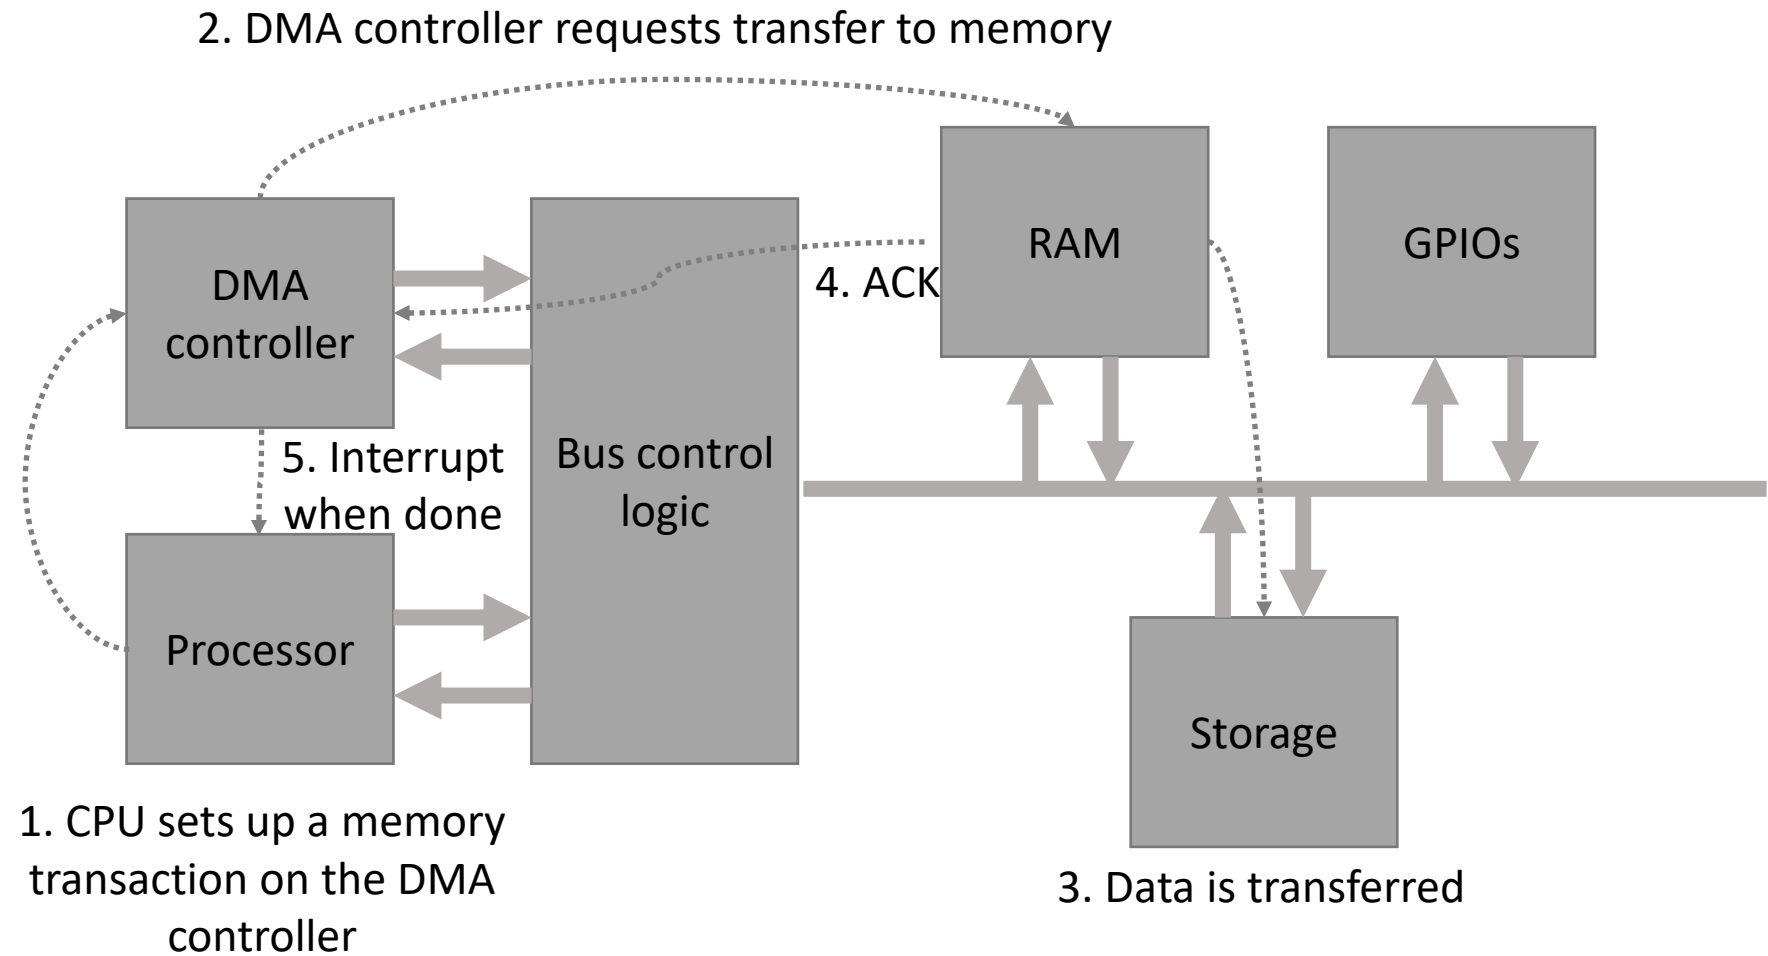 2. DMA controller requests transfer to memory
DMA
controller
RAM
GPIOs
4. ACK
5. Interrupt
when done
Bus control
logic
Processor
Storage
1. CPU sets up a memory
transaction on the DMA
controller
3. Data is transferred